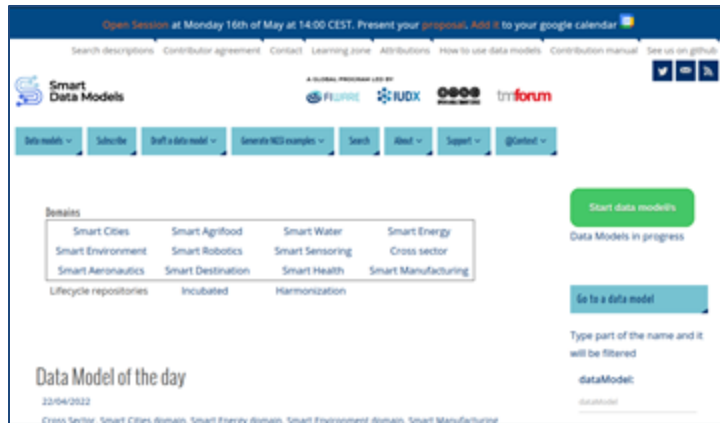 Open Session at Monday 16th of May at 14:00 CEST. Present your proposal. Add it to your google calendar
Search descriptions Contributor agreement Contact Learning zone Attributions How to use data models Contribution manual See us on github
Smart
Data Models
A GLOBAL PROGRAM LED BY
FIWARE IUDX tmforum
Data models Subscribe Draft a data model Generate NGSI examples Search About Support @Context
Domains
Smart Cities Smart Agrifood Smart Water Smart Energy
Smart Environment Smart Robotics Smart Sensoring Cross sector
Smart Aeronautics Smart Destination Smart Health Smart Manufacturing
Lifecycle repositories Incubated Harmonization
Start data model/s
Data Models in progress
Go to a data model
Type part of the name and it
will be filtered
dataModel:
dataModel
Data Model of the day
22/04/2022
Cross Sector, Smart Cities domain, Smart Energy domain, Smart Environment domain, Smart Manufacturing